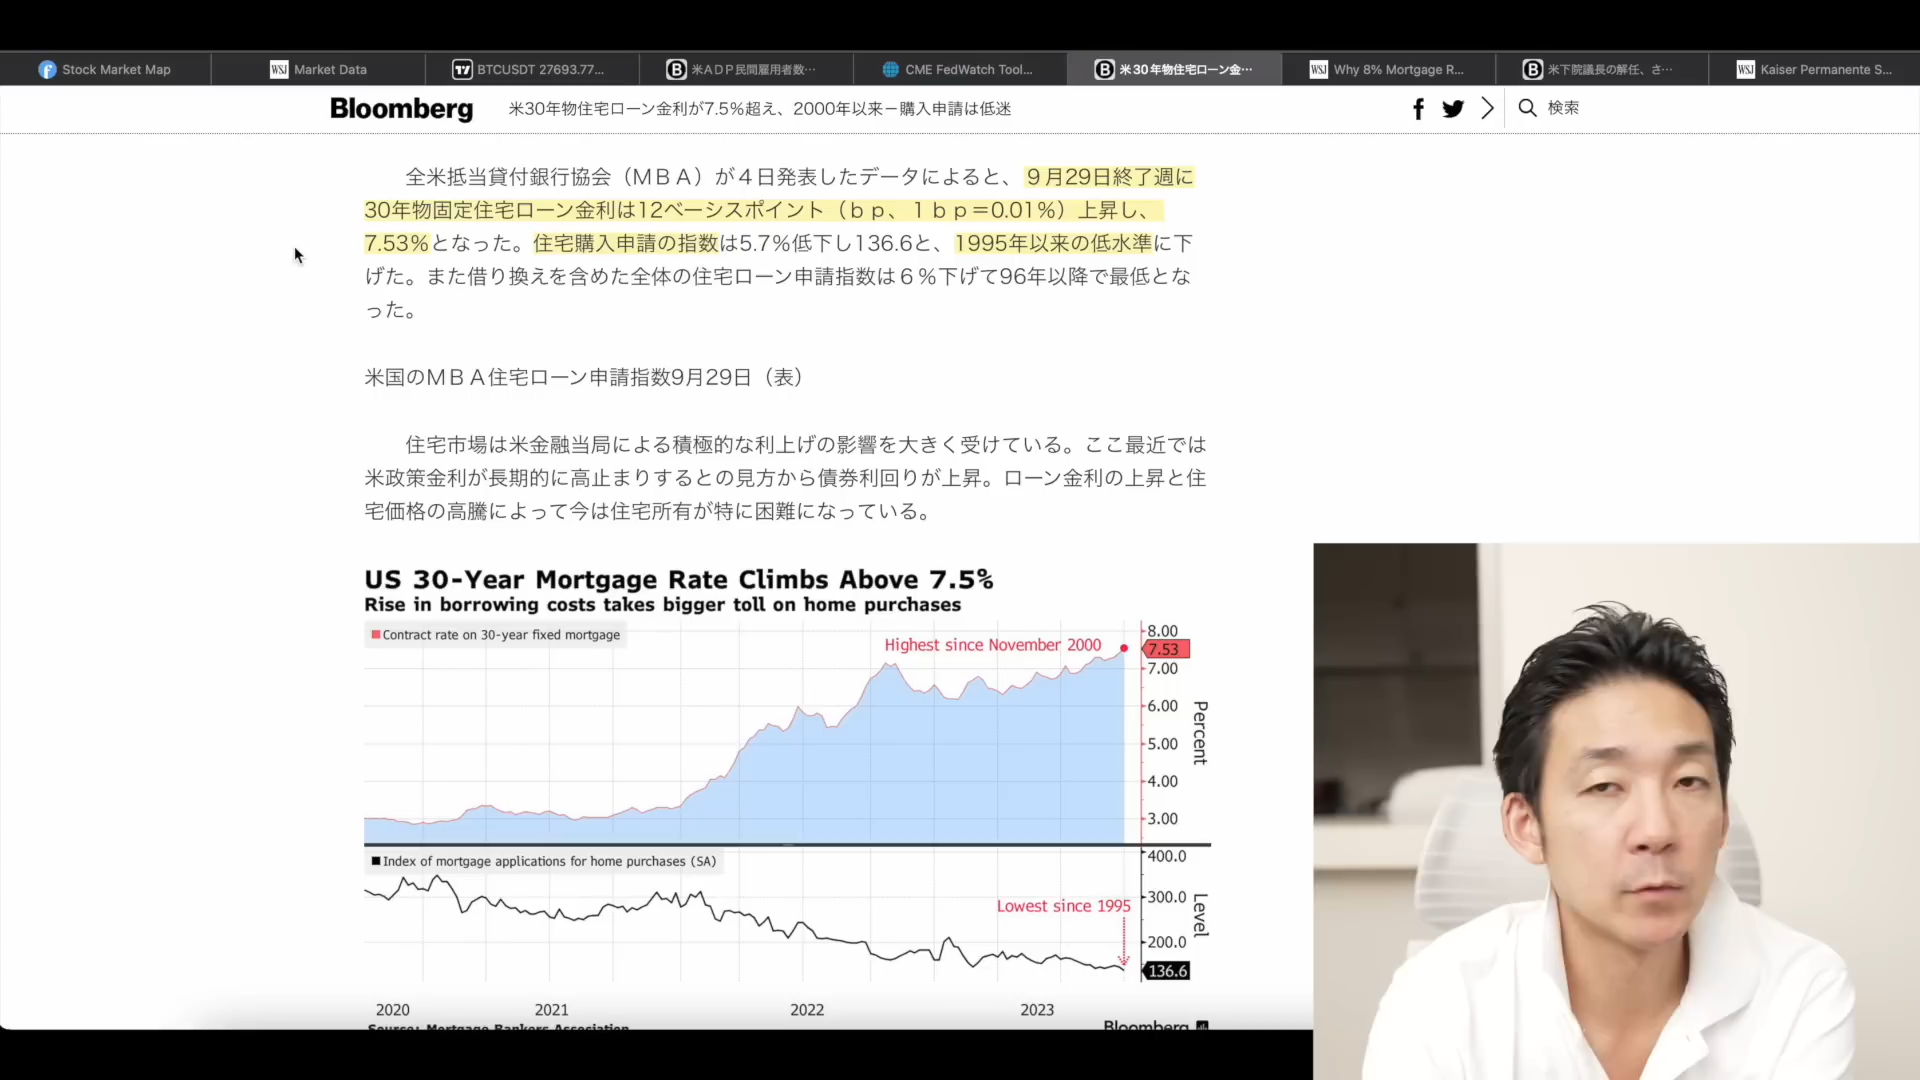 Stock Market Map
WSJ Market Data
BTCUSDT 27693.77...
米ADP民間雇用者数…
CME FedWatch Tool...
米30年物住宅ローン金…
WSJ Why 8% Mortgage R...
米下院議長の解任、さ…
WSJ Kaiser Permanente S...
Bloomberg
米30年物住宅ローン金利が7.5%超え、2000年以来－購入申請は低迷
検索
全米抵当貸付銀行協会（ＭＢＡ）が４日発表したデータによると、９月29日終了週に
30年物固定住宅ローン金利は12ベーシスポイント（ｂｐ、１ｂｐ＝0.01％）上昇し、
7.53％となった。住宅購入申請の指数は5.7％低下し136.6と、1995年以来の低水準に下
げた。また借り換えを含めた全体の住宅ローン申請指数は６％下げて96年以降で最低とな
った。
米国のＭＢＡ住宅ローン申請指数9月29日（表）
住宅市場は米金融当局による積極的な利上げの影響を大きく受けている。ここ最近では
米政策金利が長期的に高止まりするとの見方から債券利回りが上昇。ローン金利の上昇と住
宅価格の高騰によって今は住宅所有が特に困難になっている。
US 30-Year Mortgage Rate Climbs Above 7.5%
Rise in borrowing costs takes bigger toll on home purchases
Contract rate on 30-year fixed mortgage
Highest since November 2000
8.00
7.53
7.00
6.00
5.00
4.00
3.00
Percent
Index of mortgage applications for home purchases (SA)
Lowest since 1995
400.0
300.0
200.0
136.6
Level
2020
2021
2022
2023
Source: Mortgage Bankers Association
Bloomberg